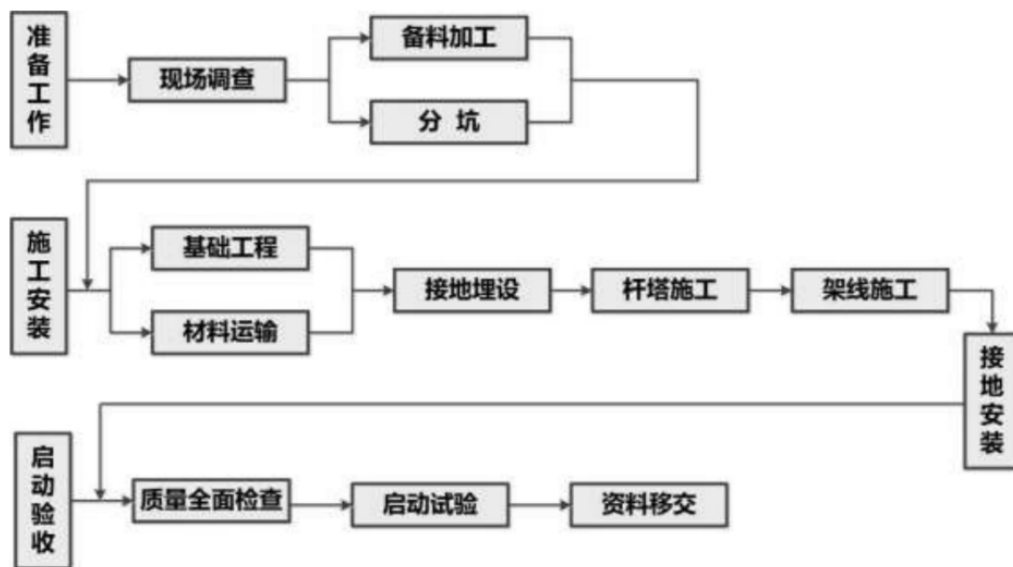 准备工作
现场调查
备料加工
分 坑
施工安装
基础工程
材料运输
接地埋设
杆塔施工
架线施工
接地安装
启动验收
质量全面检查
启动试验
资料移交